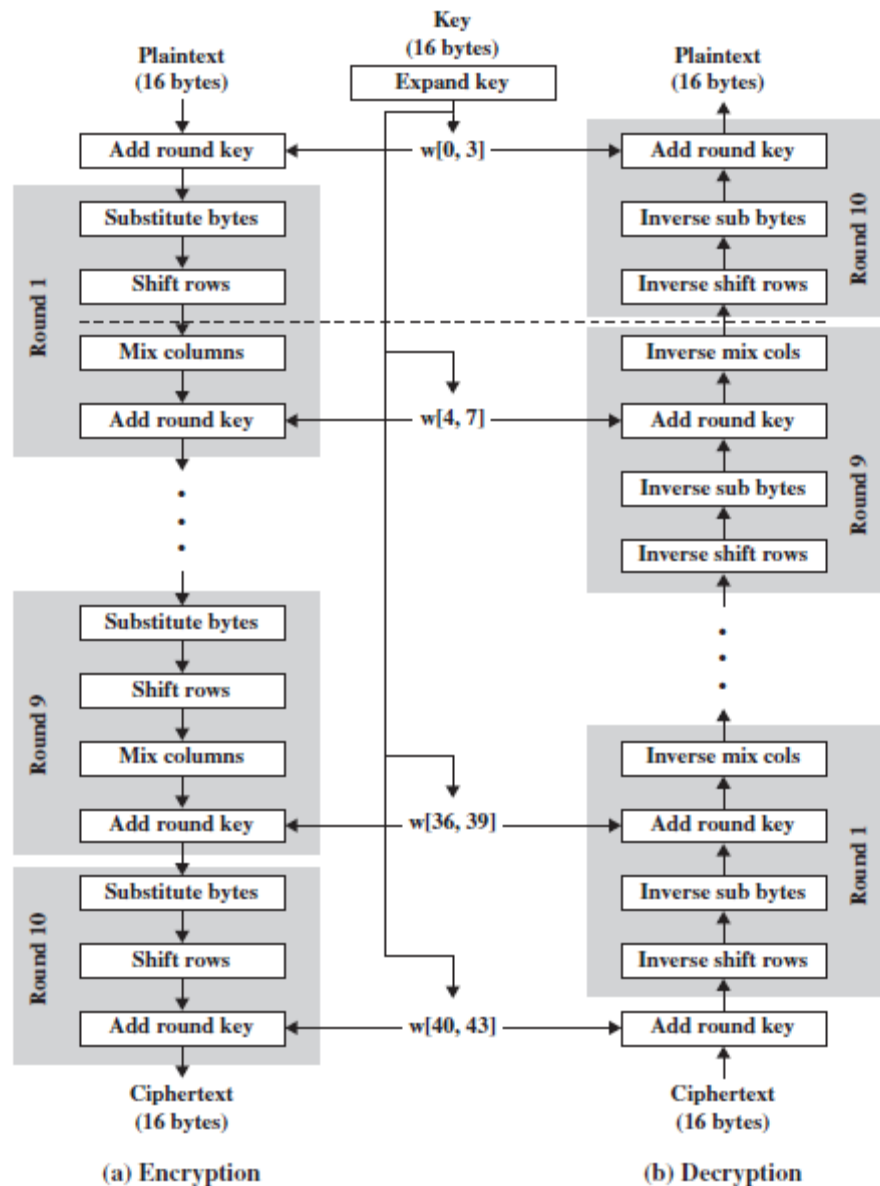 Key
(16 bytes)
Expand key
Plaintext
(16 bytes)
Add round key
Round 1
Substitute bytes
Shift rows
Mix columns
Add round key
Round 9
Substitute bytes
Shift rows
Mix columns
Add round key
Round 10
Substitute bytes
Shift rows
Add round key
Ciphertext
(16 bytes)
(a) Encryption
w[0, 3]
w[4, 7]
w[36, 39]
w[40, 43]
Plaintext
(16 bytes)
Add round key
Inverse sub bytes
Inverse shift rows
Round 10
Inverse mix cols
Add round key
Inverse sub bytes
Inverse shift rows
Round 9
Inverse mix cols
Add round key
Inverse sub bytes
Inverse shift rows
Round 1
Add round key
Ciphertext
(16 bytes)
(b) Decryption